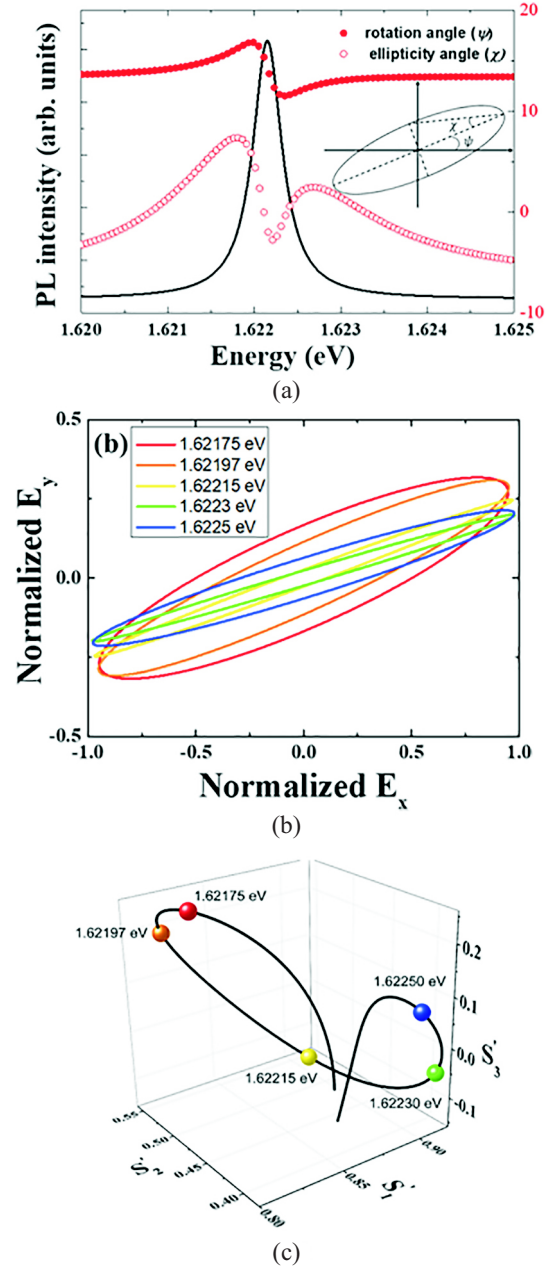 PL intensity (arb. units)
rotation angle (ψ)
ellipticity angle (χ)
χ
ψ
20
10
0
-10
1.620 1.621 1.622 1.623 1.624 1.625
Energy (eV)
(a)
(b)
Normalized E_y
0.5
0.0
-0.5
1.62175 eV
1.62197 eV
1.62215 eV
1.6223 eV
1.6225 eV
-1.0 -0.5 0.0 0.5 1.0
Normalized E_x
(b)
1.62175 eV
1.62197 eV
1.62250 eV
1.62215 eV
1.62230 eV
0.2
0.1
0.0
-0.1
S'_3
0.55
0.50
0.45
0.40
S'_2
0.80
0.85
0.90
S'_1
(c)